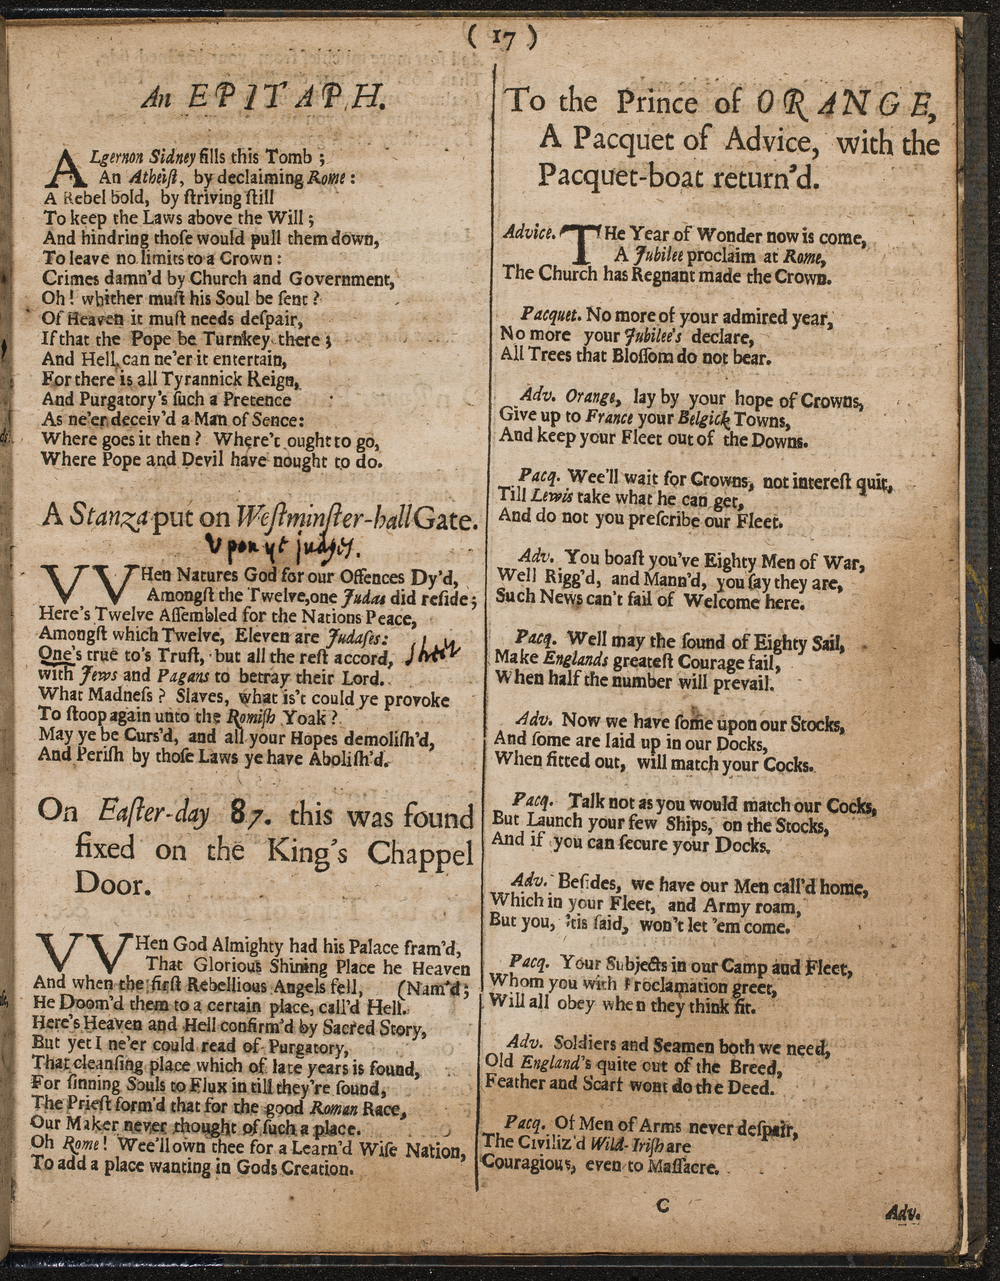 ( 17 )
An EPITAPH.
ALgernon Sidney fills this Tomb ;
An Atheiſt, by declaiming Rome :
A Rebel bold, by ſtriving ſtill
To keep the Laws above the Will ;
And hindring thoſe would pull them down,
To leave no limits to a Crown :
Crimes damn'd by Church and Government,
Oh ! whither muſt his Soul be ſent ?
Of Heaven it muſt needs deſpair,
If that the Pope be Turnkey there ;
And Hell can ne'er it entertain,
For there is all Tyrannick Reign,
And Purgatory's ſuch a Pretence
As ne'er deceiv'd a Man of Sence:
Where goes it then ? Where't ought to go,
Where Pope and Devil have nought to do.
A Stanza put on Weſtminſter-hall Gate.
Vpon yt judges.
VVHen Natures God for our Offences Dy'd,
Amongſt the Twelve, one Judas did reſide ;
Here's Twelve Aſſembled for the Nations Peace,
Amongſt which Twelve, Eleven are Judaſes:
One's true to's Truſt, but all the reſt accord,
with Jews and Pagans to betray their Lord.
What Madneſs ? Slaves, what is't could ye provoke
To ſtoop again unto the Romiſh Yoak ?
May ye be Curs'd, and all your Hopes demoliſh'd,
And Periſh by thoſe Laws ye have Aboliſh'd.
On Eaſter-day 87. this was found
fixed on the King's Chappel
Door.
VVHen God Almighty had his Palace fram'd,
That Glorious Shining Place he Heaven
And when the firſt Rebellious Angels fell, (Nam'd ;
He Doom'd them to a certain place, call'd Hell.
Here's Heaven and Hell confirm'd by Sacred Story,
But yet I ne'er could read of Purgatory,
That cleanſing place which of late years is found,
For ſinning Souls to Flux in till they're ſound,
The Prieſt form'd that for the good Roman Race,
Our Maker never thought of ſuch a place.
Oh Rome ! Wee'll own thee for a Learn'd Wiſe Nation,
To add a place wanting in Gods Creation.
To the Prince of ORANGE,
A Pacquet of Advice, with the
Pacquet-boat return'd.
Advice. THe Year of Wonder now is come,
A Jubilee proclaim at Rome,
The Church has Regnant made the Crown.
Pacquet. No more of your admired year,
No more your Jubilee's declare,
All Trees that Bloſſom do not bear.
Adv. Orange, lay by your hope of Crowns,
Give up to France your Belgick Towns,
And keep your Fleet out of the Downs.
Pacq. Wee'll wait for Crowns, not intereſt quit,
Till Lewis take what he can get,
And do not you preſcribe our Fleet.
Adv. You boaſt you've Eighty Men of War,
Well Rigg'd, and Mann'd, you ſay they are,
Such News can't fail of Welcome here.
Pacq. Well may the ſound of Eighty Sail,
Make Englands greateſt Courage fail,
When half the number will prevail.
Adv. Now we have ſome upon our Stocks,
And ſome are laid up in our Docks,
When fitted out, will match your Cocks.
Pacq. Talk not as you would match our Cocks,
But Launch your few Ships, on the Stocks,
And if you can ſecure your Docks.
Adv. Beſides, we have our Men call'd home,
Which in your Fleet, and Army roam,
But you, 'tis ſaid, won't let 'em come.
Pacq. Your Subjects in our Camp and Fleet,
Whom you with Proclamation greet,
Will all obey when they think fit.
Adv. Soldiers and Seamen both we need,
Old England's quite out of the Breed,
Feather and Scarf wont do the Deed.
Pacq. Of Men of Arms never deſpair,
The Civiliz'd Wild-Iriſh are
Couragious, even to Maſſacre.
C
Adv.